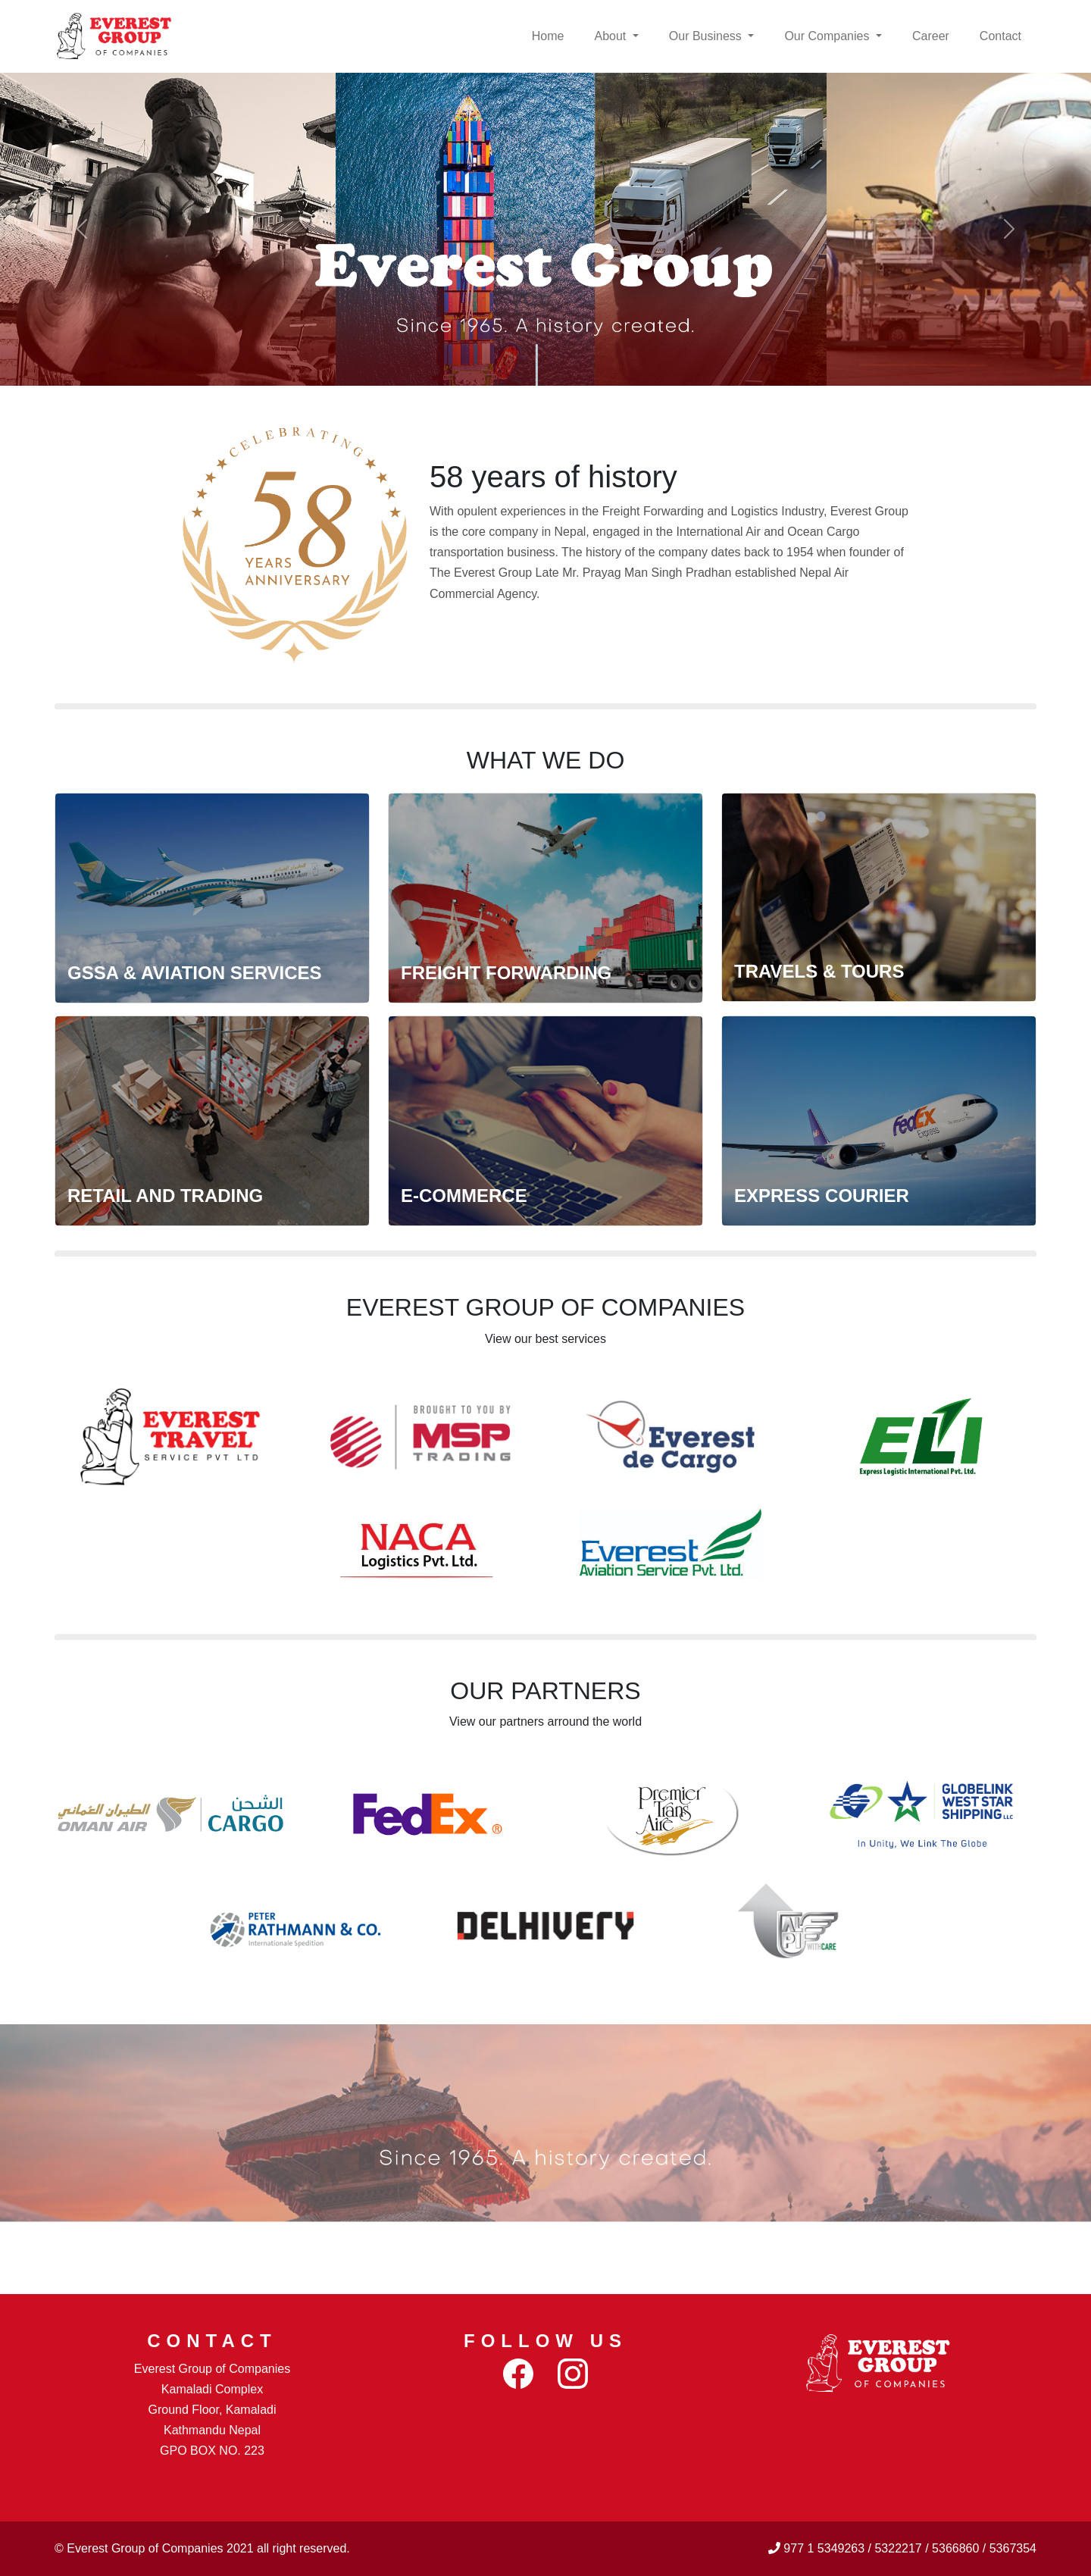 EVEREST
GROUP
OF COMPANIES
Home About Our Business Our Companies Career Contact
Everest Group
Since 1965. A history created.
CELEBRATING
58
YEARS
ANNIVERSARY
58 years of history
With opulent experiences in the Freight Forwarding and Logistics Industry, Everest Group
is the core company in Nepal, engaged in the International Air and Ocean Cargo
transportation business. The history of the company dates back to 1954 when founder of
The Everest Group Late Mr. Prayag Man Singh Pradhan established Nepal Air
Commercial Agency.
WHAT WE DO
GSSA & AVIATION SERVICES
FREIGHT FORWARDING
BOARDING PASS
TRAVELS & TOURS
RETAIL AND TRADING
E-COMMERCE
FedEx
Express
EXPRESS COURIER
EVEREST GROUP OF COMPANIES
View our best services
EVEREST
TRAVEL
SERVICE PVT LTD
BROUGHT TO YOU BY
MSP
TRADING
Everest
de Cargo
ELI
Express Logistic International Pvt. Ltd.
NACA
Logistics Pvt. Ltd.
Everest
Aviation Service Pvt. Ltd.
OUR PARTNERS
View our partners arround the world
الطيران العُماني
OMAN AIR
الشحن
CARGO
FedEx®
Premier
Trans
Aire
GLOBELINK
WEST STAR
SHIPPING LLC
In Unity, We Link The Globe
PETER
RATHMANN & CO.
Internationale Spedition
DELHIVERY
ALPI
WITH CARE
Since 1965. A history created.
CONTACT
Everest Group of Companies
Kamaladi Complex
Ground Floor, Kamaladi
Kathmandu Nepal
GPO BOX NO. 223
FOLLOW US
EVEREST
GROUP
OF COMPANIES
© Everest Group of Companies 2021 all right reserved.
977 1 5349263 / 5322217 / 5366860 / 5367354